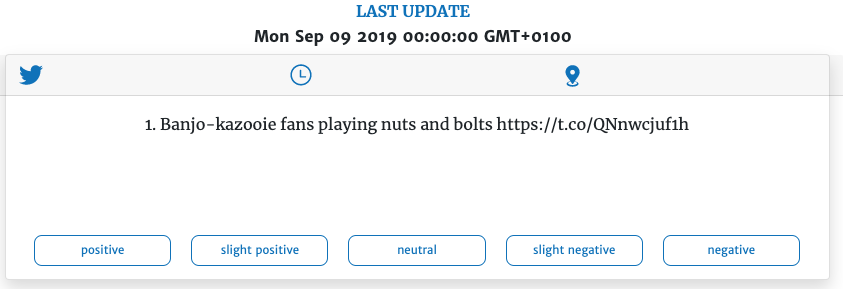 LAST UPDATE
Mon Sep 09 2019 00:00:00 GMT+0100
1. Banjo-kazooie fans playing nuts and bolts https://t.co/QNnwcjuf1h
positive
slight positive
neutral
slight negative
negative